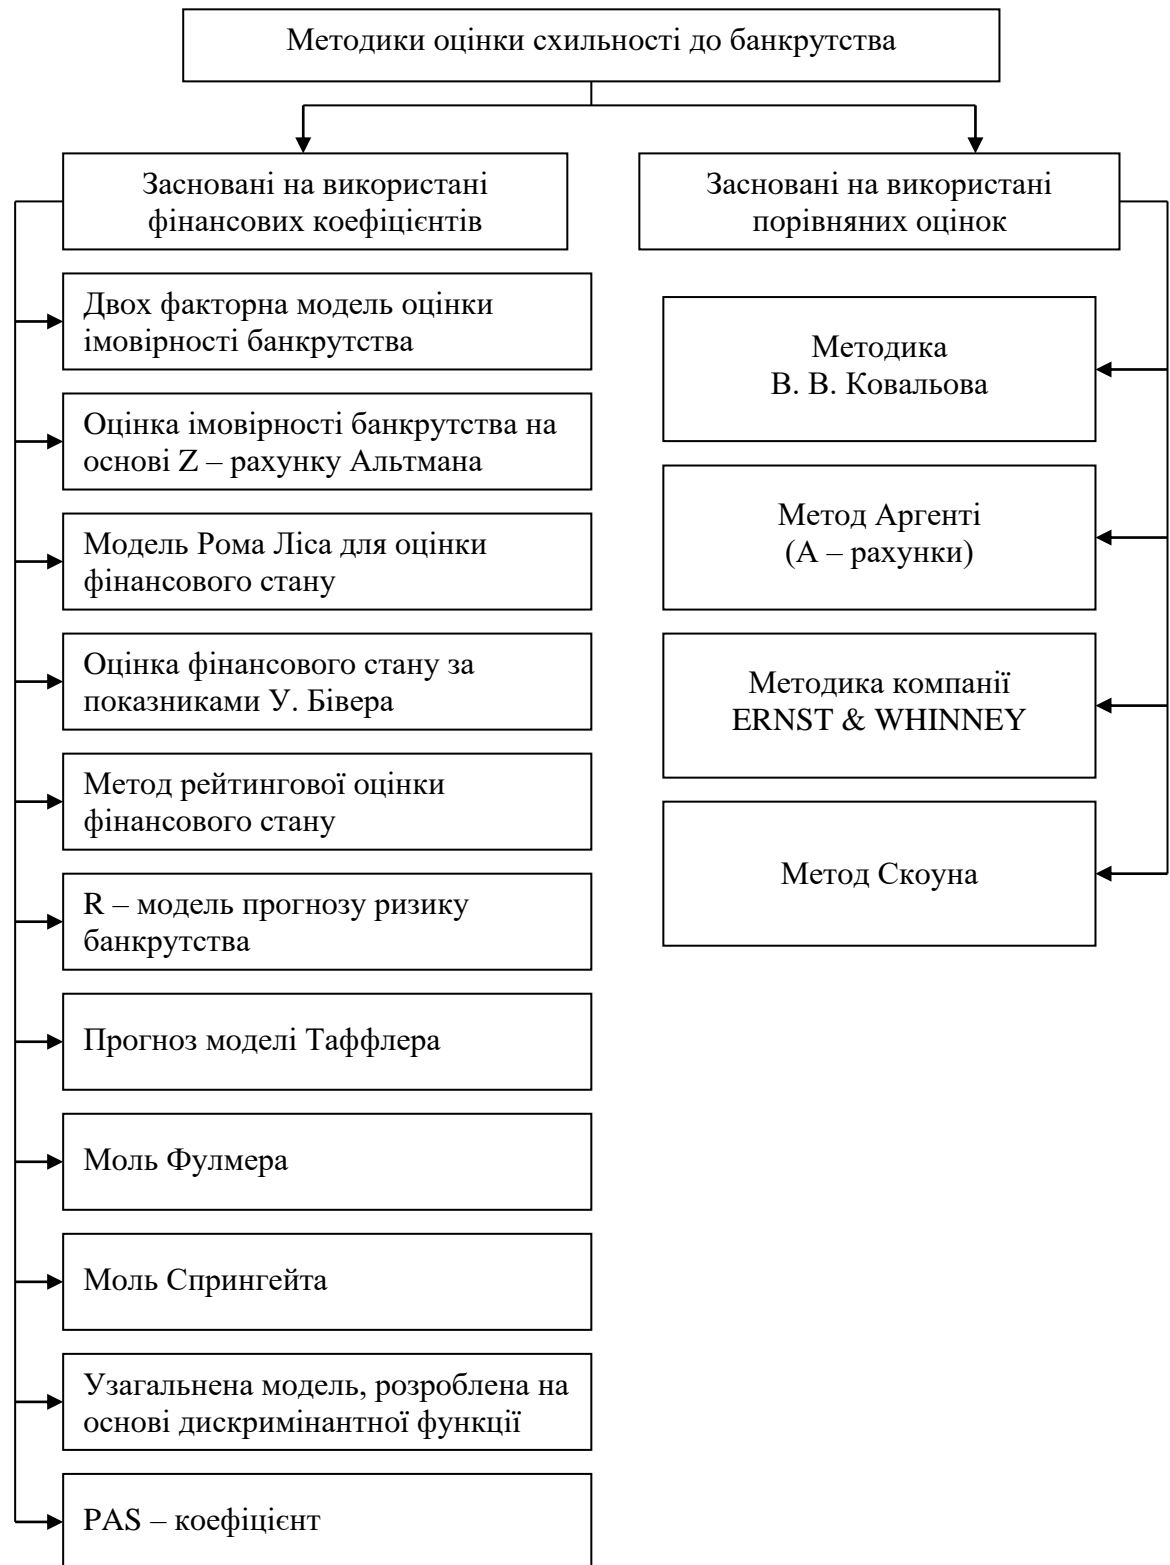 Методики оцінки схильності до банкрутства
Засновані на використані
фінансових коефіцієнтів
Двох факторна модель оцінки
імовірності банкрутства
Оцінка імовірності банкрутства на
основі Z – рахунку Альтмана
Модель Рома Ліса для оцінки
фінансового стану
Оцінка фінансового стану за
показниками У. Бівера
Метод рейтингової оцінки
фінансового стану
R – модель прогнозу ризику
банкрутства
Прогноз моделі Таффлера
Моль Фулмера
Моль Спрингейта
Узагальнена модель, розроблена на
основі дискримінантної функції
PAS – коефіцієнт
Засновані на використані
порівняних оцінок
Методика
В. В. Ковальова
Метод Аргенті
(А – рахунки)
Методика компанії
ERNST & WHINNEY
Метод Скоуна